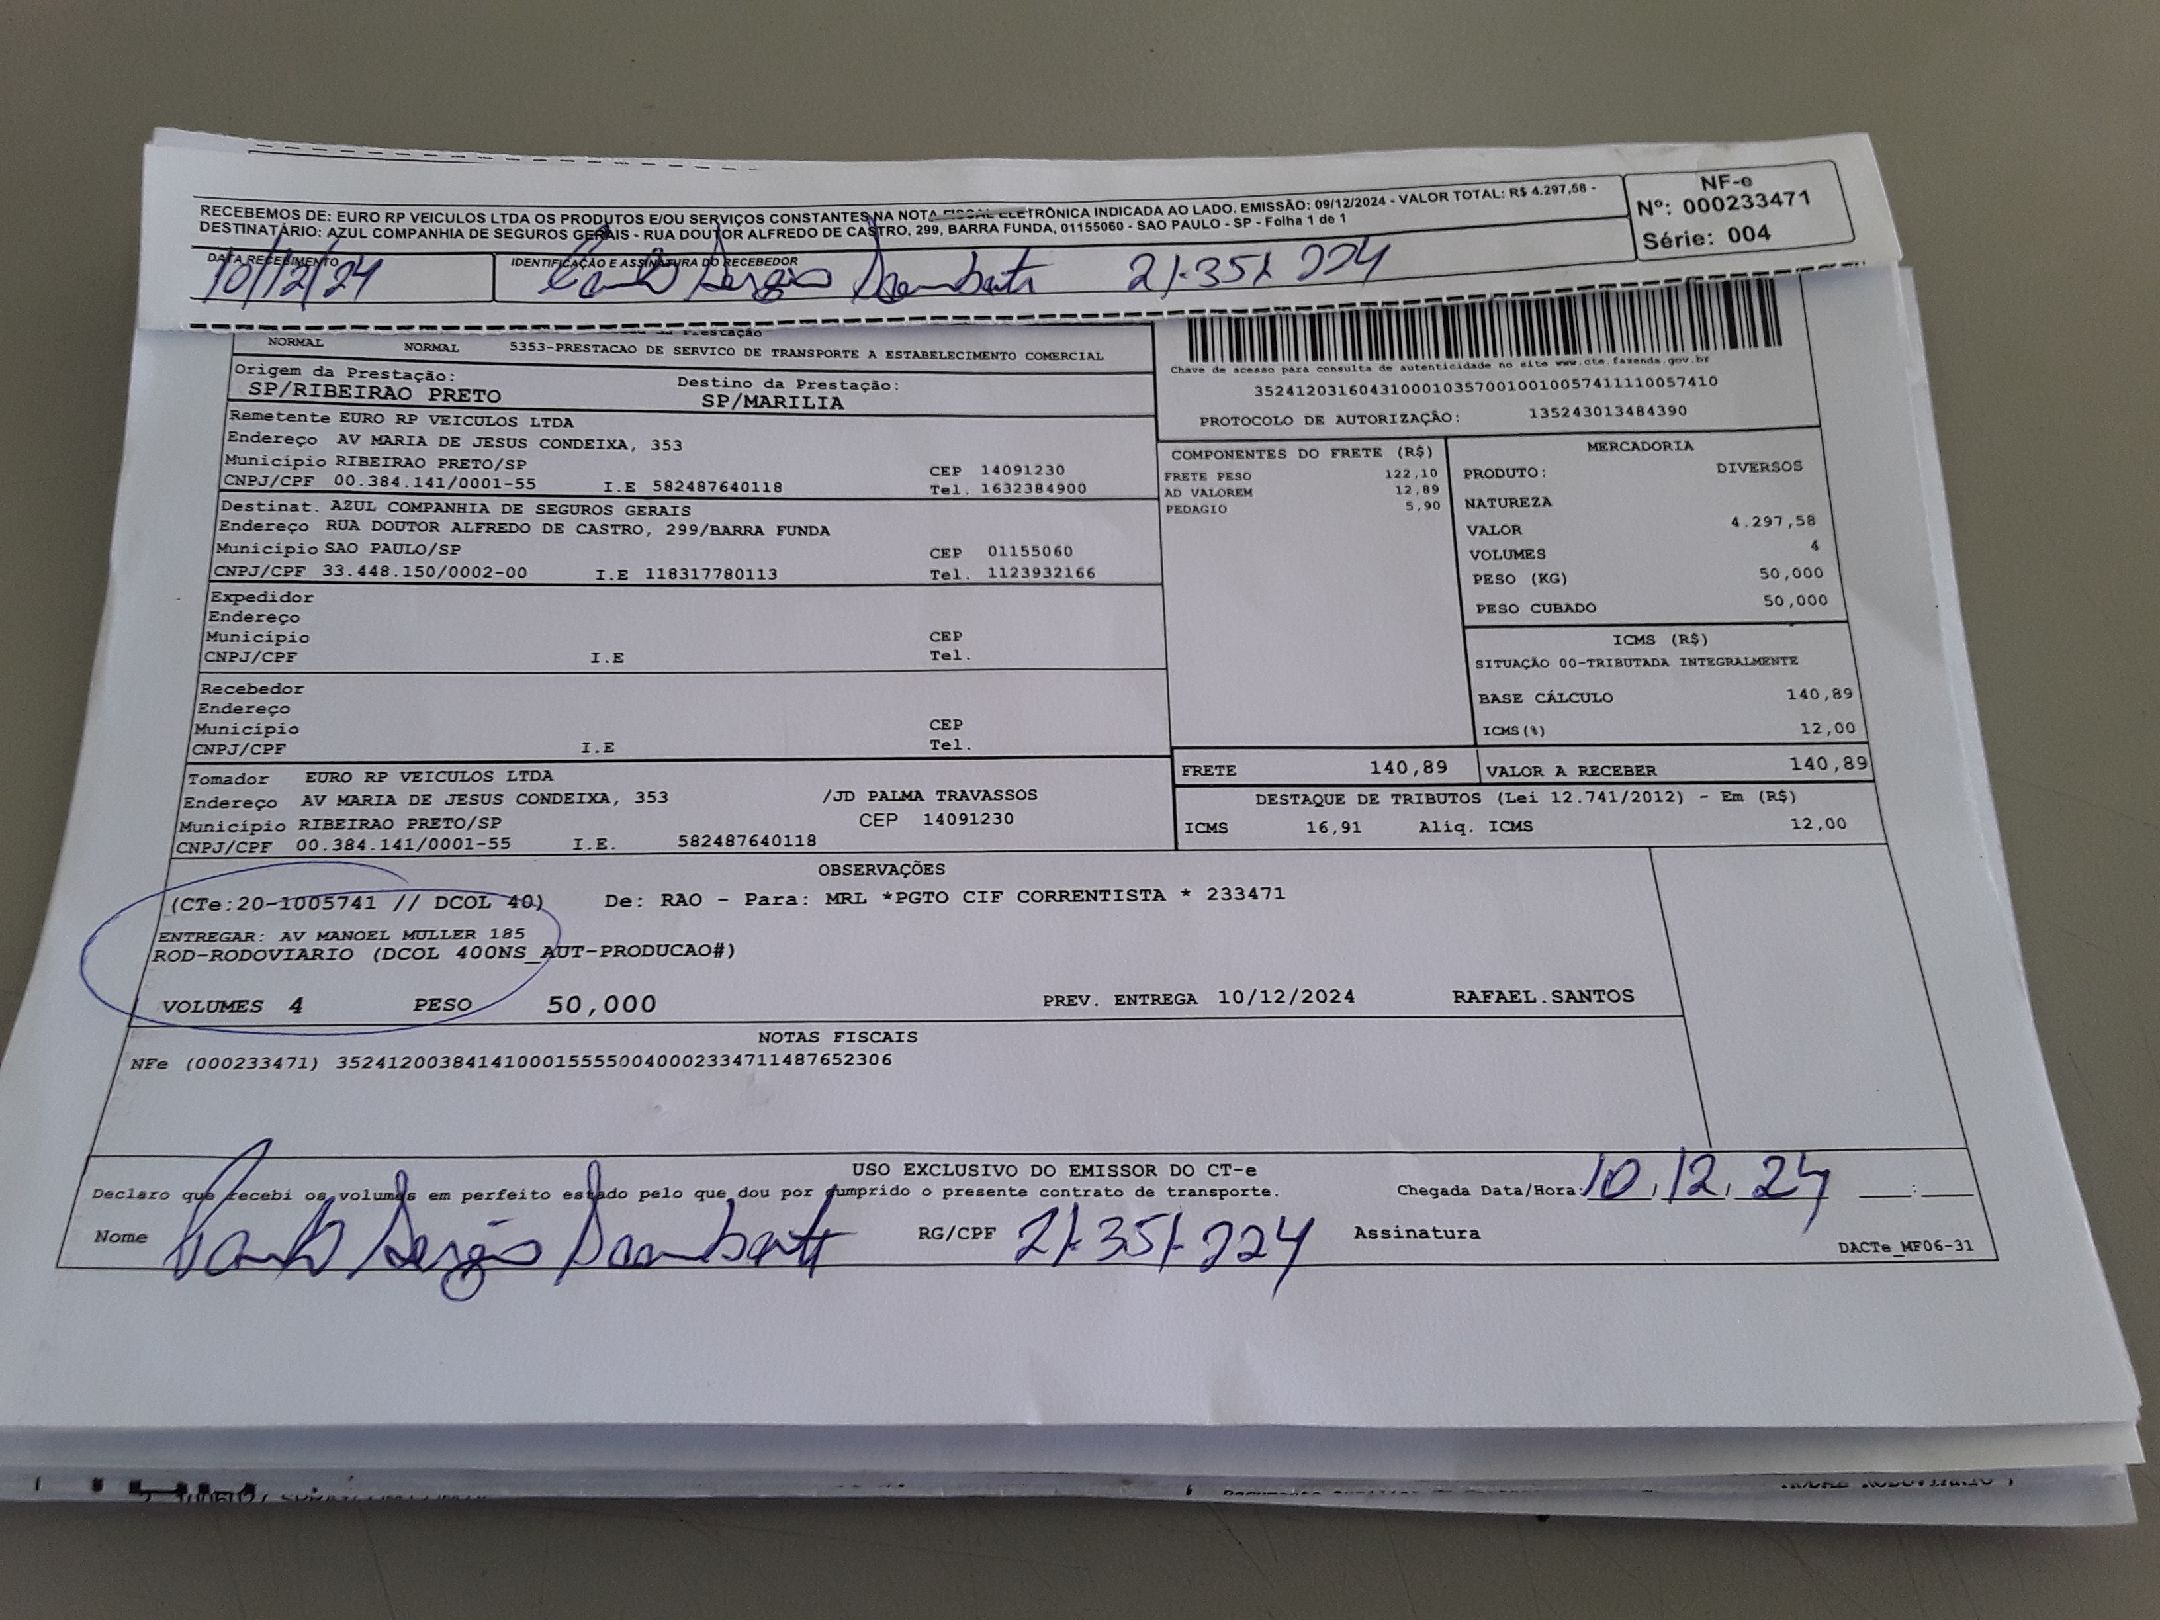 RECEBEMOS DE: EURO RP VEICULOS LTDA OS PRODUTOS E/OU SERVIÇOS CONSTANTES NA NOTA FISCAL ELETRÔNICA INDICADA AO LADO. EMISSÃO: 09/12/2024 - VALOR TOTAL: R$ 4.297,58 -
DESTINATÁRIO: AZUL COMPANHIA DE SEGUROS GERAIS - RUA DOUTOR ALFREDO DE CASTRO, 299, BARRA FUNDA, 01155060 - SAO PAULO - SP - Folha 1 de 1
NF-e
Nº: 000233471
Série: 004
DATA RECEBIMENTO
IDENTIFICAÇÃO E ASSINATURA DO RECEBEDOR
10/12/24
Sergio 21.351.224
NORMAL NORMAL 5353-PRESTACAO DE SERVICO DE TRANSPORTE A ESTABELECIMENTO COMERCIAL
Chave de acesso para consulta de autenticidade no site www.cte.fazenda.gov.br
35241203160431000103570010010057411110057410
PROTOCOLO DE AUTORIZAÇÃO: 135243013484390
Origem da Prestação: Destino da Prestação:
SP/RIBEIRAO PRETO SP/MARILIA
Remetente EURO RP VEICULOS LTDA
Endereço AV MARIA DE JESUS CONDEIXA, 353
Município RIBEIRAO PRETO/SP CEP 14091230
CNPJ/CPF 00.384.141/0001-55 I.E 582487640118 Tel. 1632384900
Destinat. AZUL COMPANHIA DE SEGUROS GERAIS
Endereço RUA DOUTOR ALFREDO DE CASTRO, 299/BARRA FUNDA
Município SAO PAULO/SP CEP 01155060
CNPJ/CPF 33.448.150/0002-00 I.E 118317780113 Tel. 1123932166
Expedidor
Endereço
Município CEP
CNPJ/CPF I.E Tel.
Recebedor
Endereço
Município CEP
CNPJ/CPF I.E Tel.
Tomador EURO RP VEICULOS LTDA
Endereço AV MARIA DE JESUS CONDEIXA, 353 /JD PALMA TRAVASSOS
Município RIBEIRAO PRETO/SP CEP 14091230
CNPJ/CPF 00.384.141/0001-55 I.E. 582487640118
COMPONENTES DO FRETE (R$)
FRETE PESO 122,10
AD VALOREM 12,89
PEDAGIO 5,90
MERCADORIA
PRODUTO: DIVERSOS
NATUREZA
VALOR 4.297,58
VOLUMES 4
PESO (KG) 50,000
PESO CUBADO 50,000
ICMS (R$)
SITUAÇÃO 00-TRIBUTADA INTEGRALMENTE
BASE CÁLCULO 140,89
ICMS(%) 12,00
FRETE 140,89 VALOR A RECEBER 140,89
DESTAQUE DE TRIBUTOS (Lei 12.741/2012) - Em (R$)
ICMS 16,91 Aliq. ICMS 12,00
OBSERVAÇÕES
(CTe:20-1005741 // DCOL 40) De: RAO - Para: MRL *PGTO CIF CORRENTISTA * 233471
ENTREGAR: AV MANOEL MULLER 185
ROD-RODOVIARIO (DCOL 400NS_AUT-PRODUCAO#)
VOLUMES 4 PESO 50,000 PREV. ENTREGA 10/12/2024 RAFAEL.SANTOS
NOTAS FISCAIS
NFe (000233471) 35241200384141000155550040002334711487652306
USO EXCLUSIVO DO EMISSOR DO CT-e
Declaro que recebi os volumes em perfeito estado pelo que dou por cumprido o presente contrato de transporte. Chegada Data/Hora: 10.12.24 :
Nome Sergio RG/CPF 21.351.224 Assinatura
DACTe_MF06-31